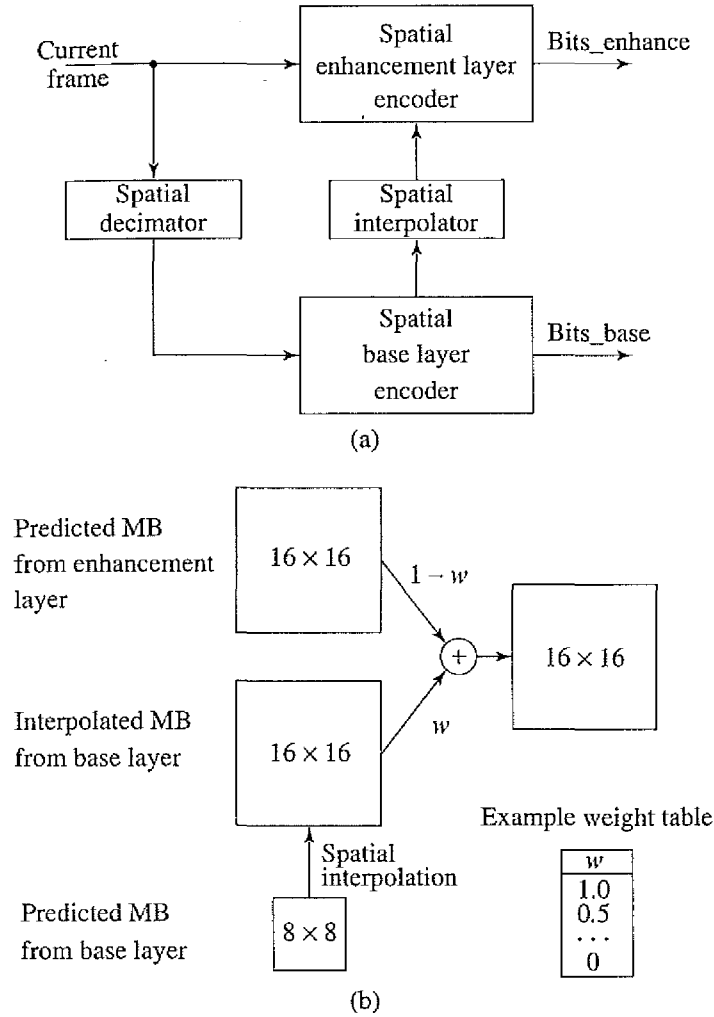 Current
frame
Spatial
enhancement layer
encoder
Bits_enhance
Spatial
decimator
Spatial
interpolator
Spatial
base layer
encoder
Bits_base
(a)
Predicted MB
from enhancement
layer
16 × 16
1 − w
+
16 × 16
Interpolated MB
from base layer
16 × 16
w
Spatial
interpolation
Predicted MB
from base layer
8 × 8
Example weight table
w
1.0
0.5
...
0
(b)